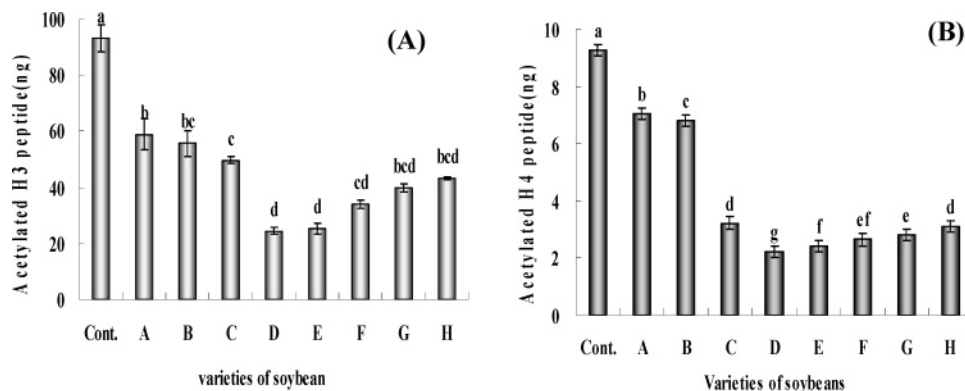 (A)
Acetylated H3 peptide(ng)
100
80
60
40
20
0
a
b
bc
c
d
d
cd
bcd
bcd
Cont. A B C D E F G H
varieties of soybean
(B)
Acetylated H4 peptide(ng)
10
8
6
4
2
0
a
b
c
d
g
f
ef
e
d
Cont. A B C D E F G H
Varieties of soybeans